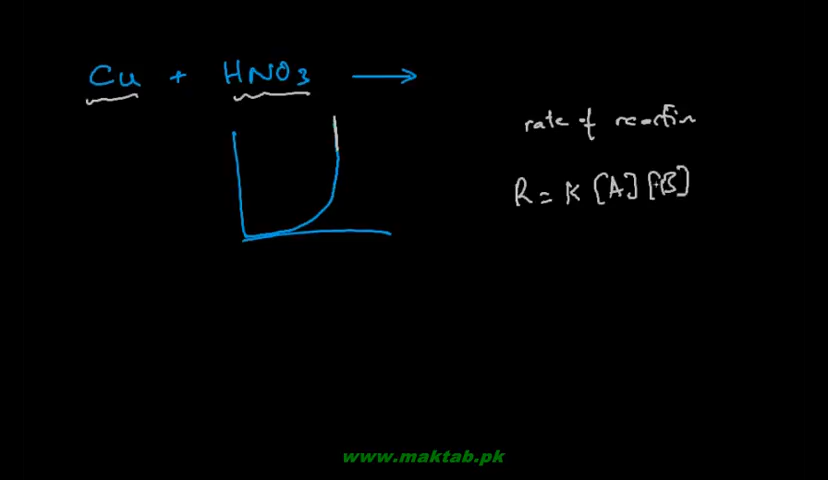 Cu + HNO3 →
rate of reaction
R = K [A] [B]
www.maktab.pk